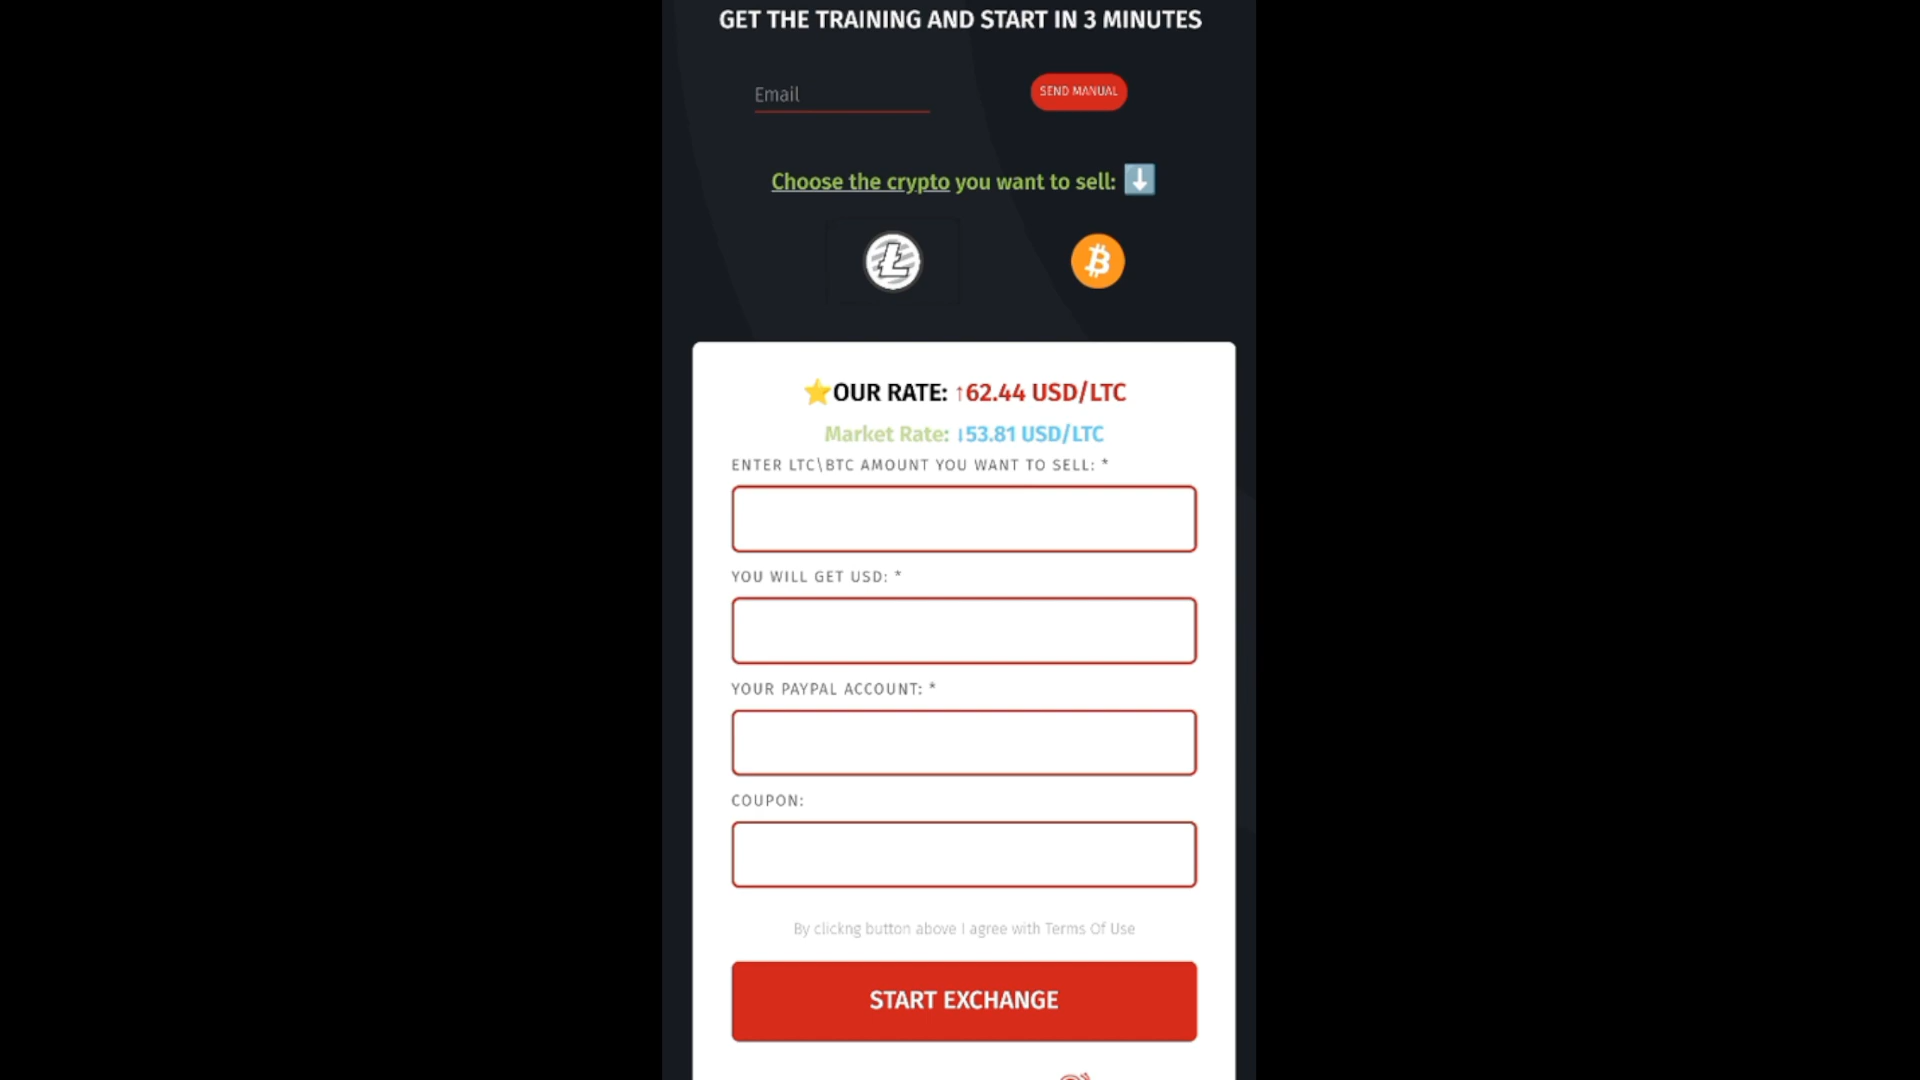 GET THE TRAINING AND START IN 3 MINUTES
Email
SEND MANUAL
Choose the crypto you want to sell: ⬇️
⭐OUR RATE: ↑62.44 USD/LTC
Market Rate: ↓53.81 USD/LTC
ENTER LTC\BTC AMOUNT YOU WANT TO SELL: *
YOU WILL GET USD: *
YOUR PAYPAL ACCOUNT: *
COUPON:
By clickng button above I agree with Terms Of Use
START EXCHANGE